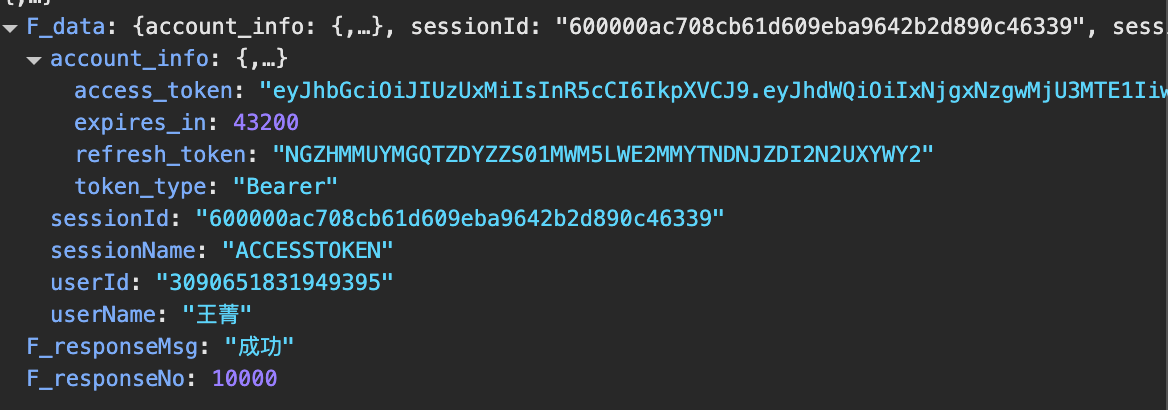 {,…}
F_data: {account_info: {,…}, sessionId: "600000ac708cb61d609eba9642b2d890c46339", sess
account_info: {,…}
access_token: "eyJhbGciOiJIUzUxMiIsInR5cCI6IkpXVCJ9.eyJhdWQiOiIxNjgxNzgwMjU3MTE1Iiw
expires_in: 43200
refresh_token: "NGZHMMUYMGQTZDYZZS01MWM5LWE2MMYTNDNJZDI2N2UXYWY2"
token_type: "Bearer"
sessionId: "600000ac708cb61d609eba9642b2d890c46339"
sessionName: "ACCESSTOKEN"
userId: "3090651831949395"
userName: "王菁"
F_responseMsg: "成功"
F_responseNo: 10000